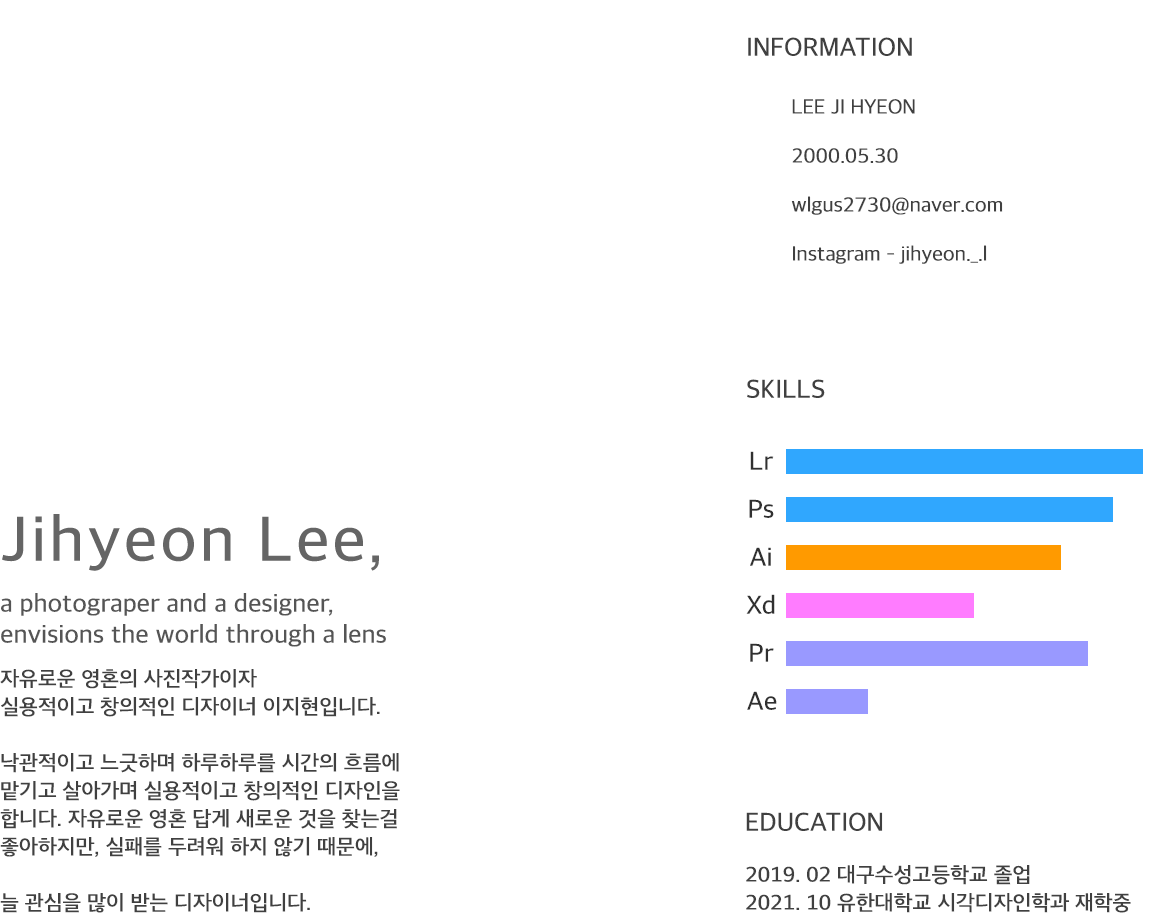 Jihyeon Lee,
a photograper and a designer,
envisions the world through a lens
자유로운 영혼의 사진작가이자
실용적이고 창의적인 디자이너 이지현입니다.
낙관적이고 느긋하며 하루하루를 시간의 흐름에
맡기고 살아가며 실용적이고 창의적인 디자인을
합니다. 자유로운 영혼 답게 새로운 것을 찾는걸
좋아하지만, 실패를 두려워 하지 않기 때문에,
늘 관심을 많이 받는 디자이너입니다.
INFORMATION
LEE JI HYEON
2000.05.30
wlgus2730@naver.com
Instagram - jihyeon._.l
SKILLS
Lr
Ps
Ai
Xd
Pr
Ae
EDUCATION
2019. 02 대구수성고등학교 졸업
2021. 10 유한대학교 시각디자인학과 재학중